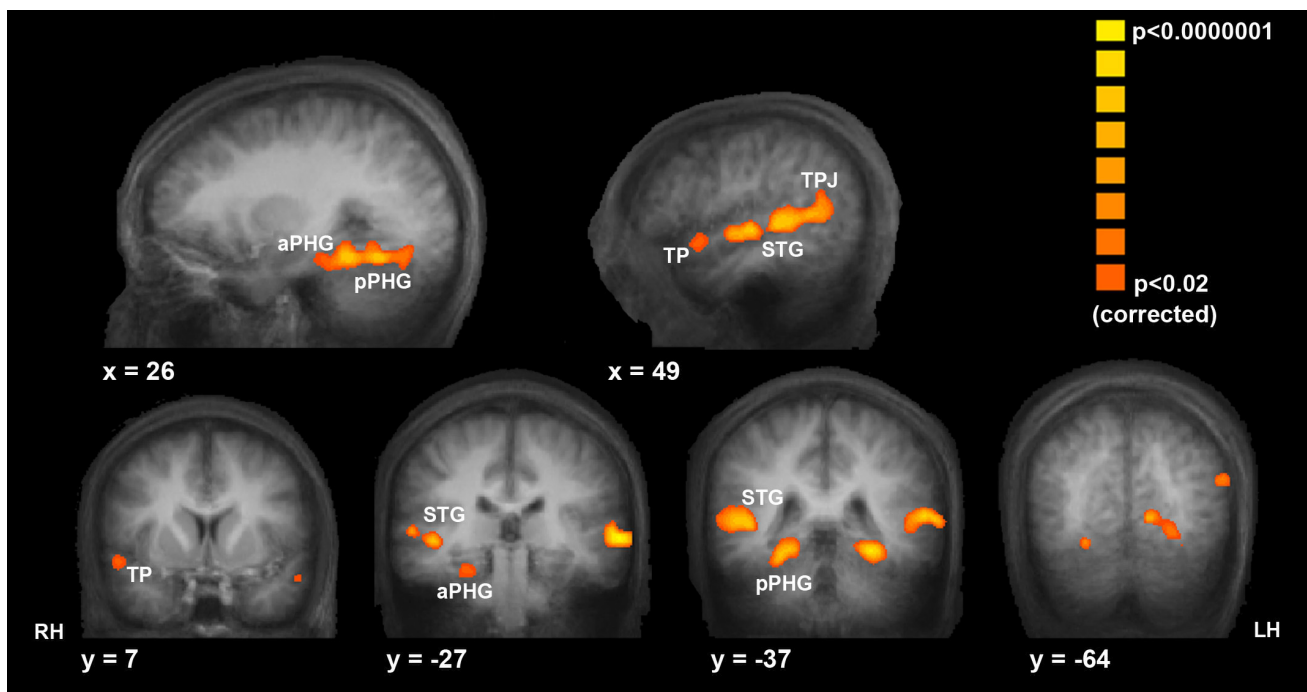 p<0.0000001
TPJ
aPHG
TP
STG
pPHG
p<0.02
(corrected)
x = 26
x = 49
STG
STG
TP
aPHG
pPHG
RH
LH
y = 7
y = -27
y = -37
y = -64